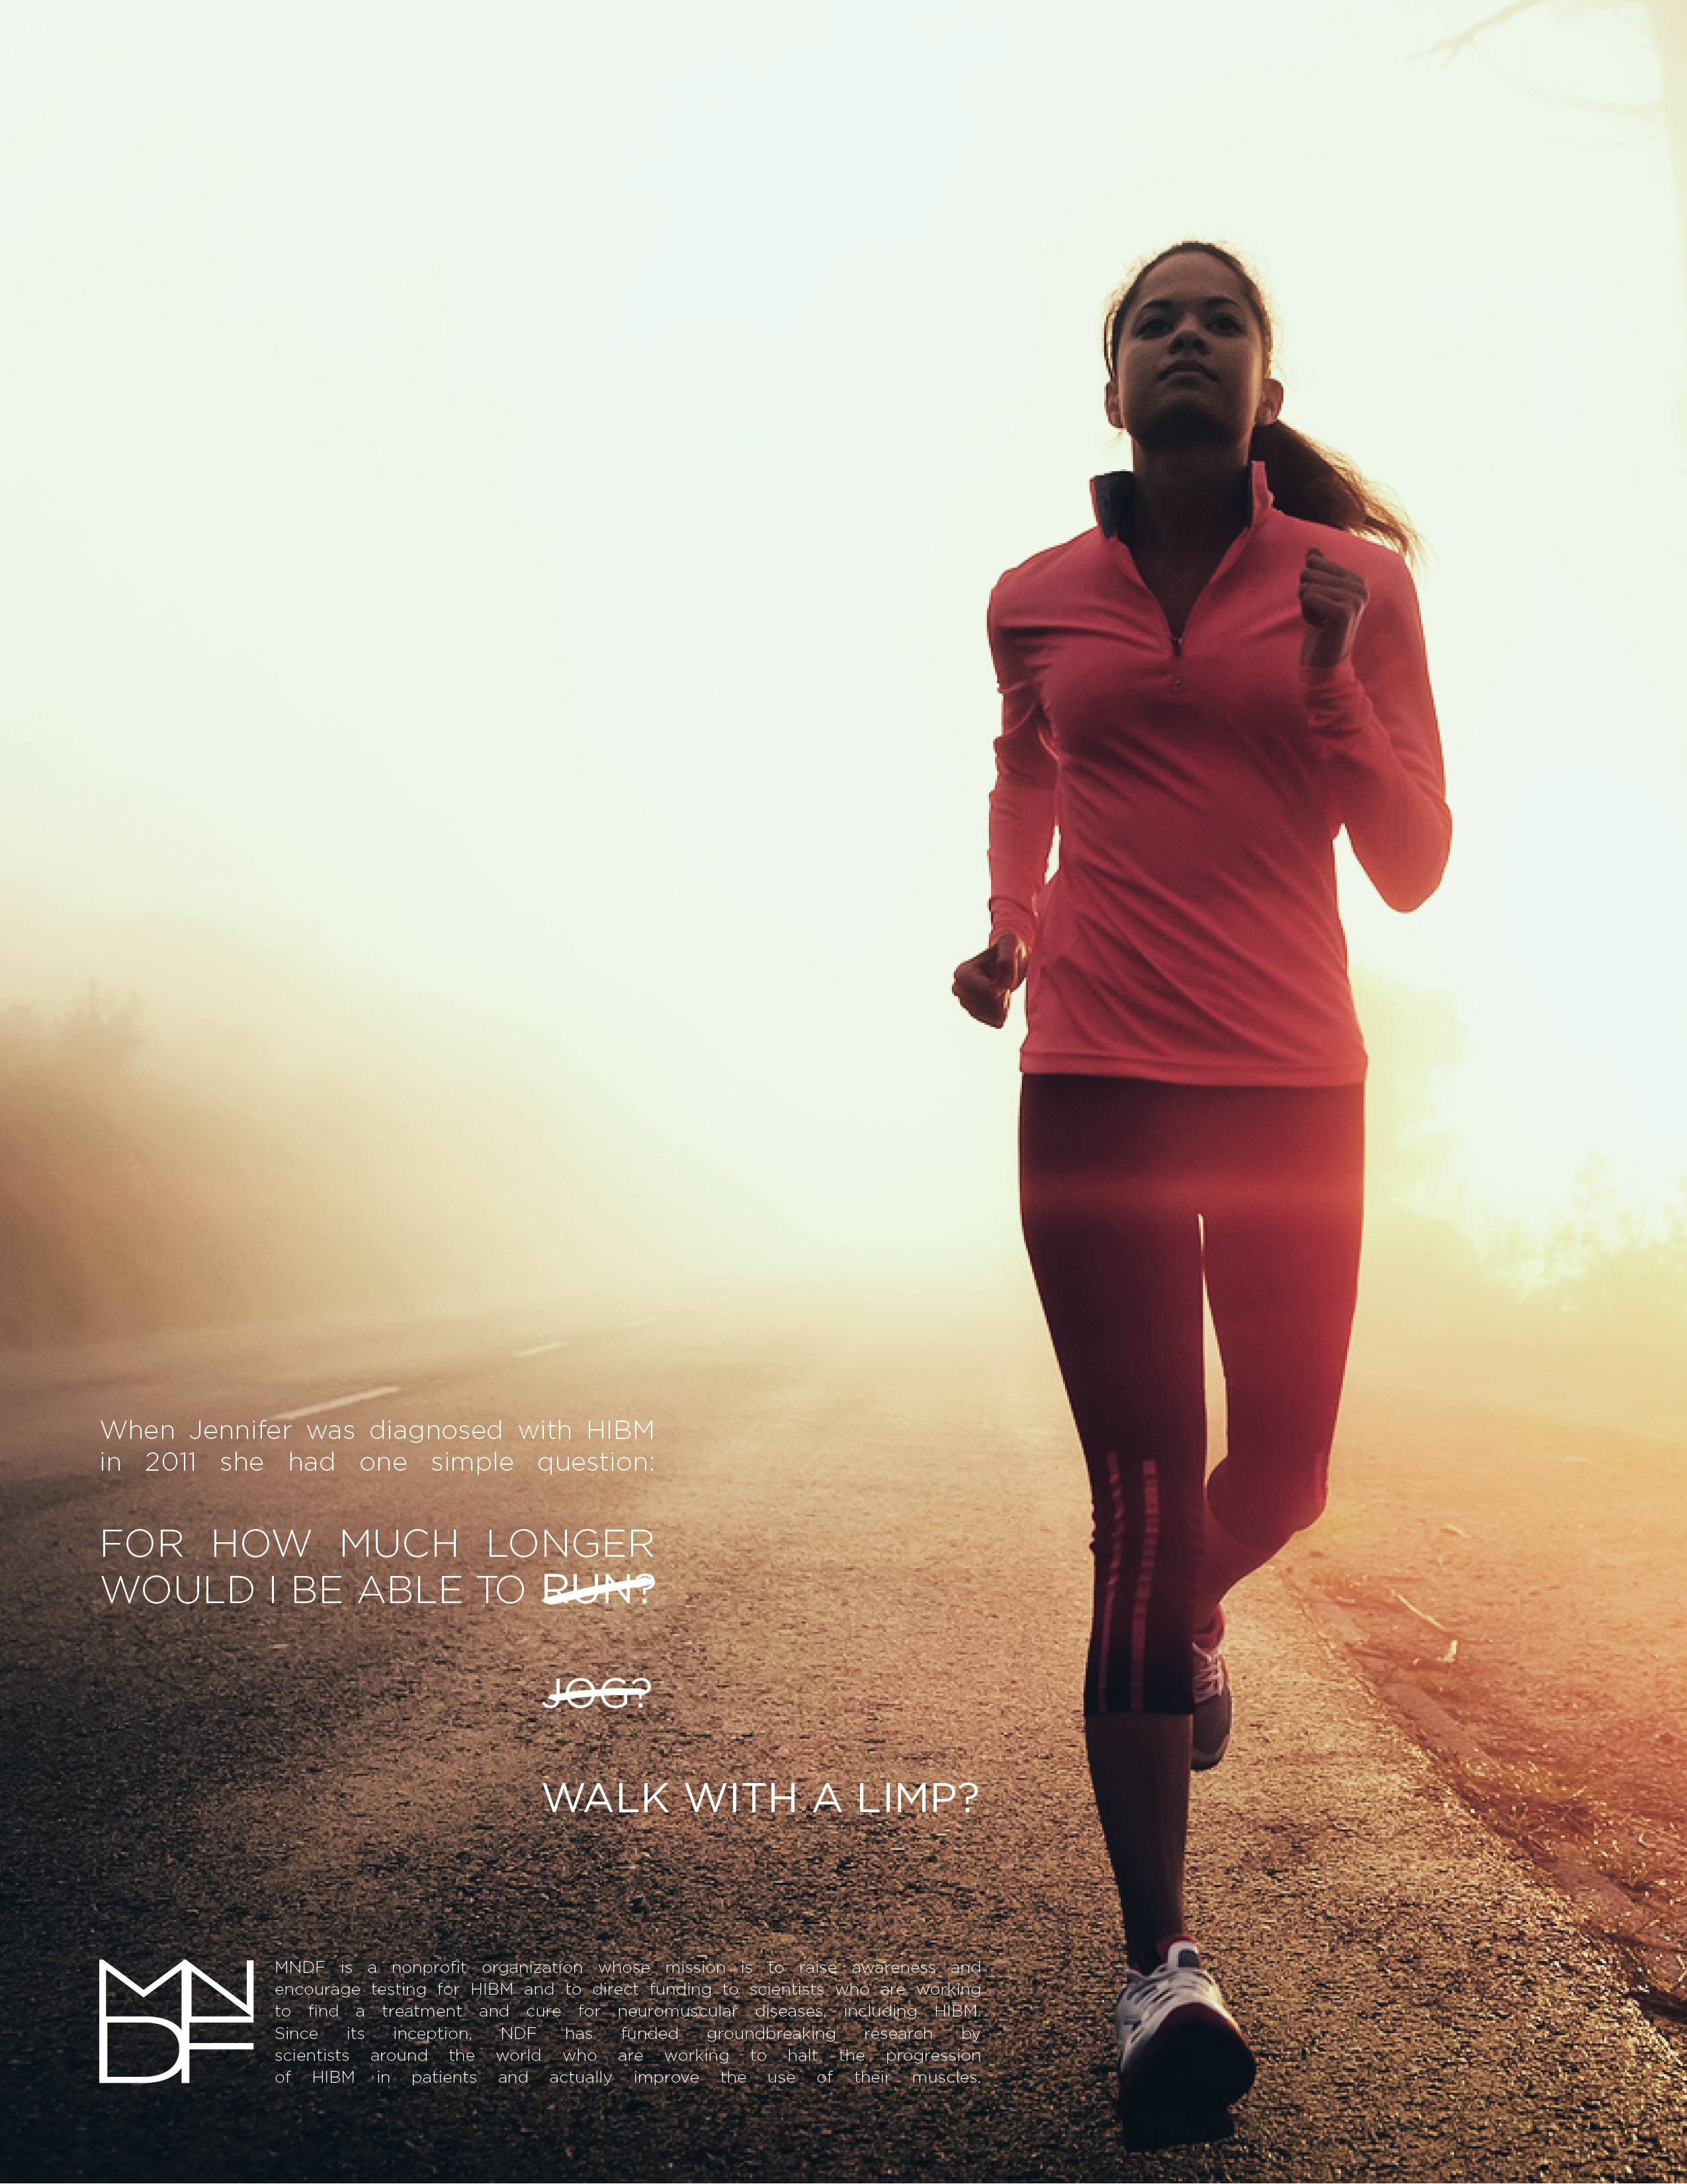 When Jennifer was diagnosed with HIBM
in 2011 she had one simple question:
FOR HOW MUCH LONGER
WOULD I BE ABLE TO RUN?
JOG?
WALK WITH A LIMP?
MNDF
MNDF is a nonprofit organization whose mission is to raise awareness and
encourage testing for HIBM and to direct funding to scientists who are working
to find a treatment and cure for neuromuscular diseases, including HIBM.
Since its inception, NDF has funded groundbreaking research by
scientists around the world who are working to halt the progression
of HIBM in patients and actually improve the use of their muscles.